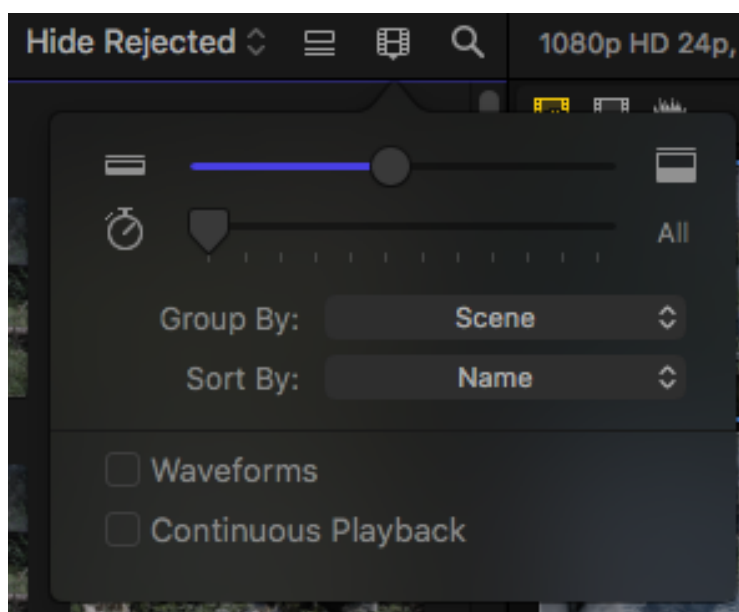 Hide Rejected
1080p HD 24p,
All
Group By: Scene
Sort By: Name
Waveforms
Continuous Playback